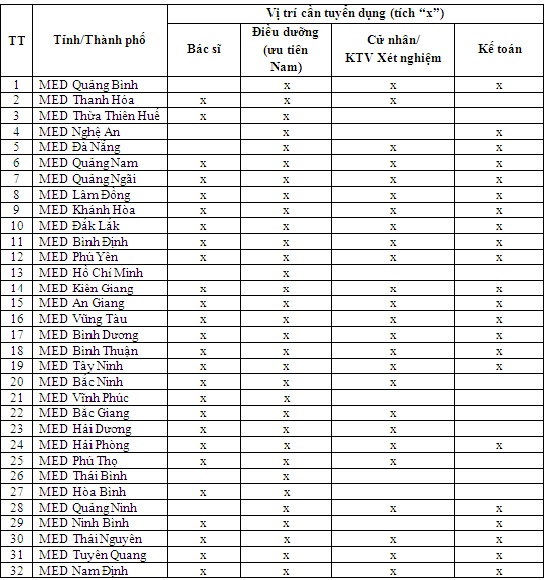 TT Tỉnh/Thành phố Vị trí cần tuyển dụng (tích “x”)
Bác sĩ Điều dưỡng (ưu tiên Nam) Cử nhân/ KTV Xét nghiệm Kế toán
1 MED Quảng Bình x x x
2 MED Thanh Hóa x x x
3 MED Thừa Thiên Huế x x
4 MED Nghệ An x x
5 MED Đà Nẵng x x x
6 MED Quảng Nam x x x x
7 MED Quảng Ngãi x x x x
8 MED Lâm Đồng x x x x
9 MED Khánh Hòa x x x x
10 MED Đắk Lắk x x x x
11 MED Bình Định x x x x
12 MED Phú Yên x x x x
13 MED Hồ Chí Minh x
14 MED Kiên Giang x x x x
15 MED An Giang x x x x
16 MED Vũng Tàu x x x x
17 MED Bình Dương x x x x
18 MED Bình Thuận x x x x
19 MED Tây Ninh x x x x
20 MED Bắc Ninh x x x
21 MED Vĩnh Phúc x x
22 MED Bắc Giang x x x
23 MED Hải Dương x x x
24 MED Hải Phòng x x x x
25 MED Phú Thọ x x x
26 MED Thái Bình x
27 MED Hòa Bình x x
28 MED Quảng Ninh x x x
29 MED Ninh Bình x x x
30 MED Thái Nguyên x x x x
31 MED Tuyên Quang x x x x
32 MED Nam Định x x x x